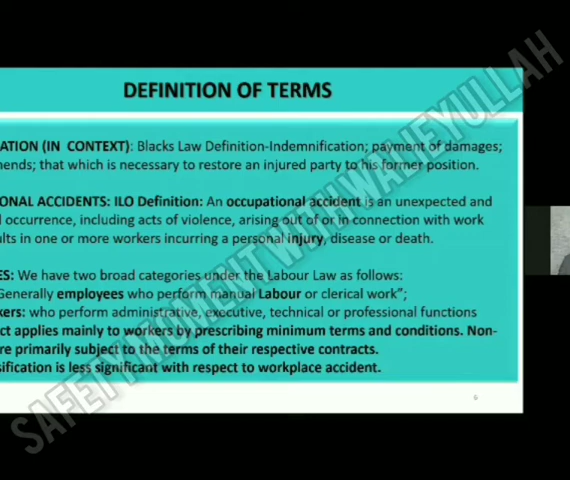 DEFINITION OF TERMS
ATION (IN CONTEXT): Blacks Law Definition-Indemnification; payment of damages;
nends; that which is necessary to restore an injured party to his former position.
ONAL ACCIDENTS: ILO Definition: An occupational accident is an unexpected and
l occurrence, including acts of violence, arising out of or in connection with work
ults in one or more workers incurring a personal injury, disease or death.
ES: We have two broad categories under the Labour Law as follows:
Generally employees who perform manual Labour or clerical work”;
kers: who perform administrative, executive, technical or professional functions
ct applies mainly to workers by prescribing minimum terms and conditions. Non-
re primarily subject to the terms of their respective contracts.
sification is less significant with respect to workplace accident.
6
SAFETY MOMENT WITH WALIEYULLAH